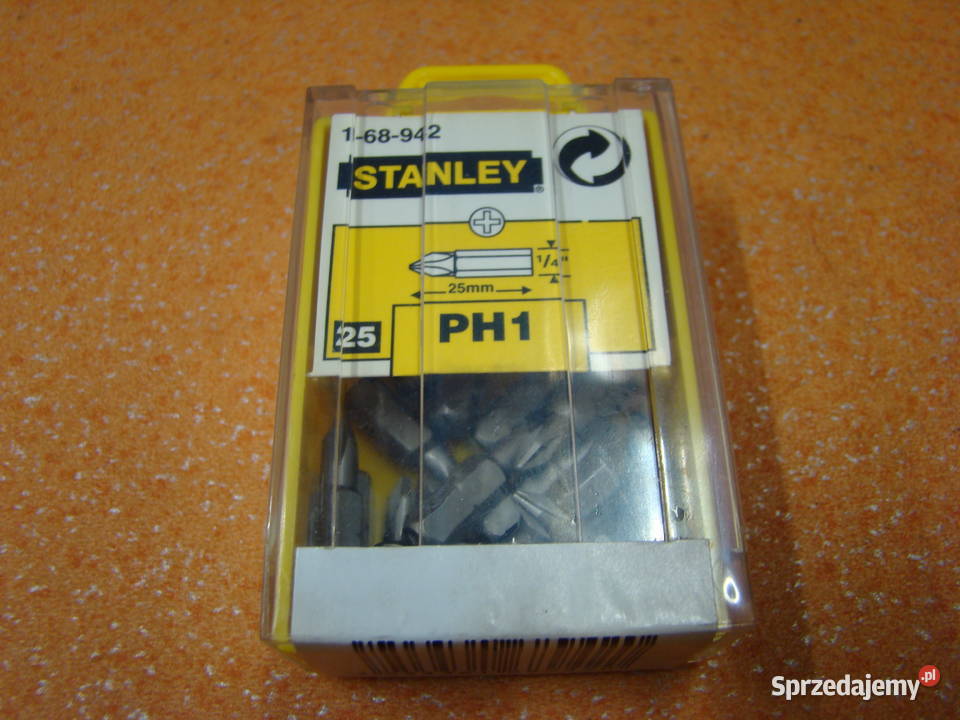 1-68-942
STANLEY®
1/4"
25mm
25
PH1
Sprzedajemy.pl